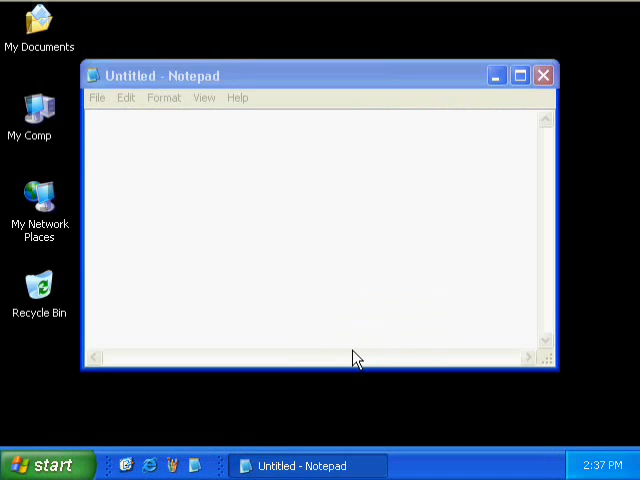 My Documents
Untitled - Notepad
File Edit Format View Help
My Comp
My Network
Places
Recycle Bin
start
Untitled - Notepad
2:37 PM